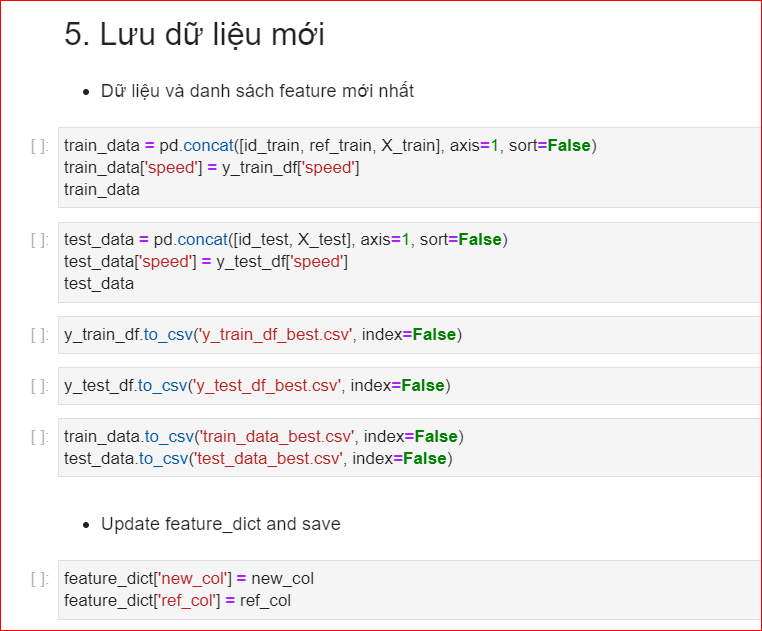 5. Lưu dữ liệu mới
• Dữ liệu và danh sách feature mới nhất
[ ]: train_data = pd.concat([id_train, ref_train, X_train], axis=1, sort=False)
train_data['speed'] = y_train_df['speed']
train_data
[ ]: test_data = pd.concat([id_test, X_test], axis=1, sort=False)
test_data['speed'] = y_test_df['speed']
test_data
[ ]: y_train_df.to_csv('y_train_df_best.csv', index=False)
[ ]: y_test_df.to_csv('y_test_df_best.csv', index=False)
[ ]: train_data.to_csv('train_data_best.csv', index=False)
test_data.to_csv('test_data_best.csv', index=False)
• Update feature_dict and save
[ ]: feature_dict['new_col'] = new_col
feature_dict['ref_col'] = ref_col